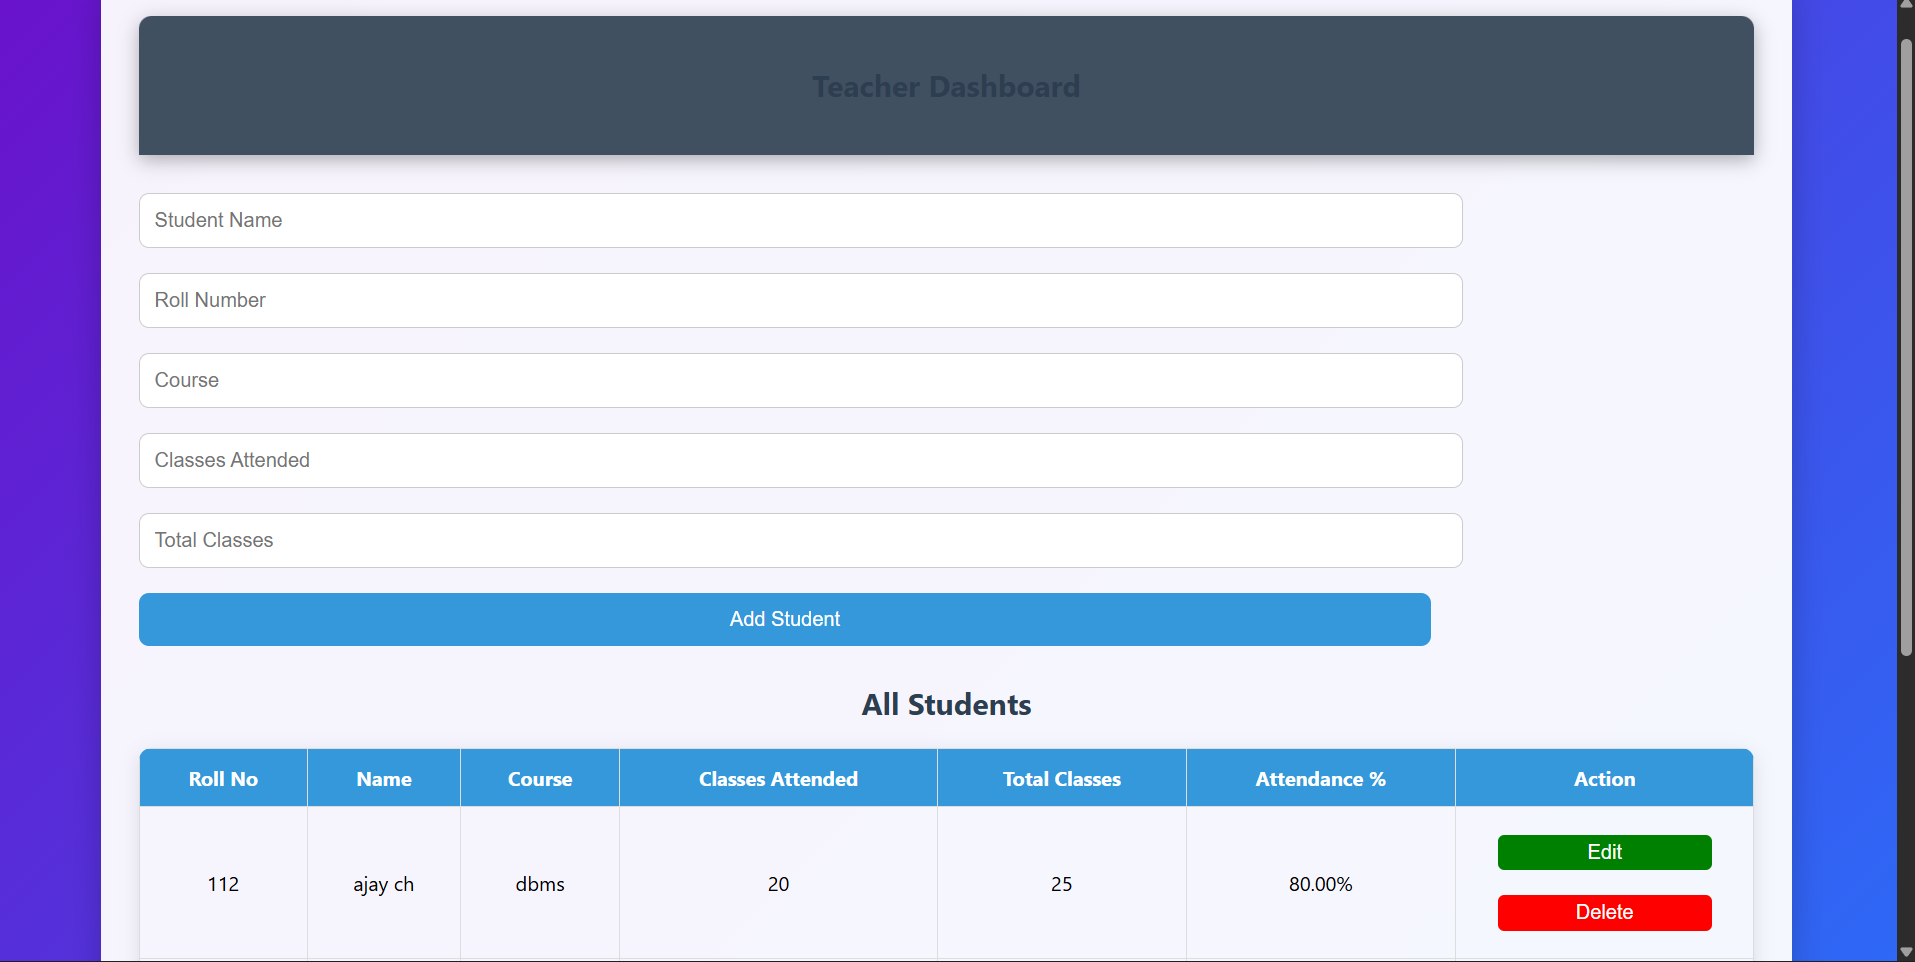 Teacher Dashboard
Student Name
Roll Number
Course
Classes Attended
Total Classes
Add Student
All Students
Roll No Name Course Classes Attended Total Classes Attendance % Action
112 ajay ch dbms 20 25 80.00% Edit
Delete